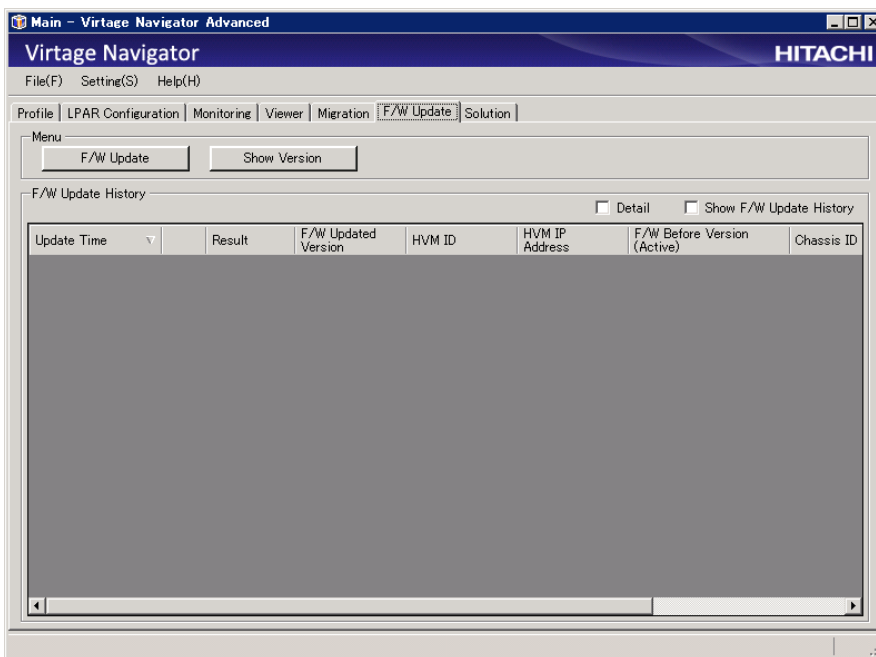 Main - Virtage Navigator Advanced
Virtage Navigator
HITACHI
File(F) Setting(S) Help(H)
Profile LPAR Configuration Monitoring Viewer Migration F/W Update Solution
Menu
F/W Update Show Version
F/W Update History
Detail Show F/W Update History
Update Time Result F/W Updated Version HVM ID HVM IP Address F/W Before Version (Active) Chassis ID